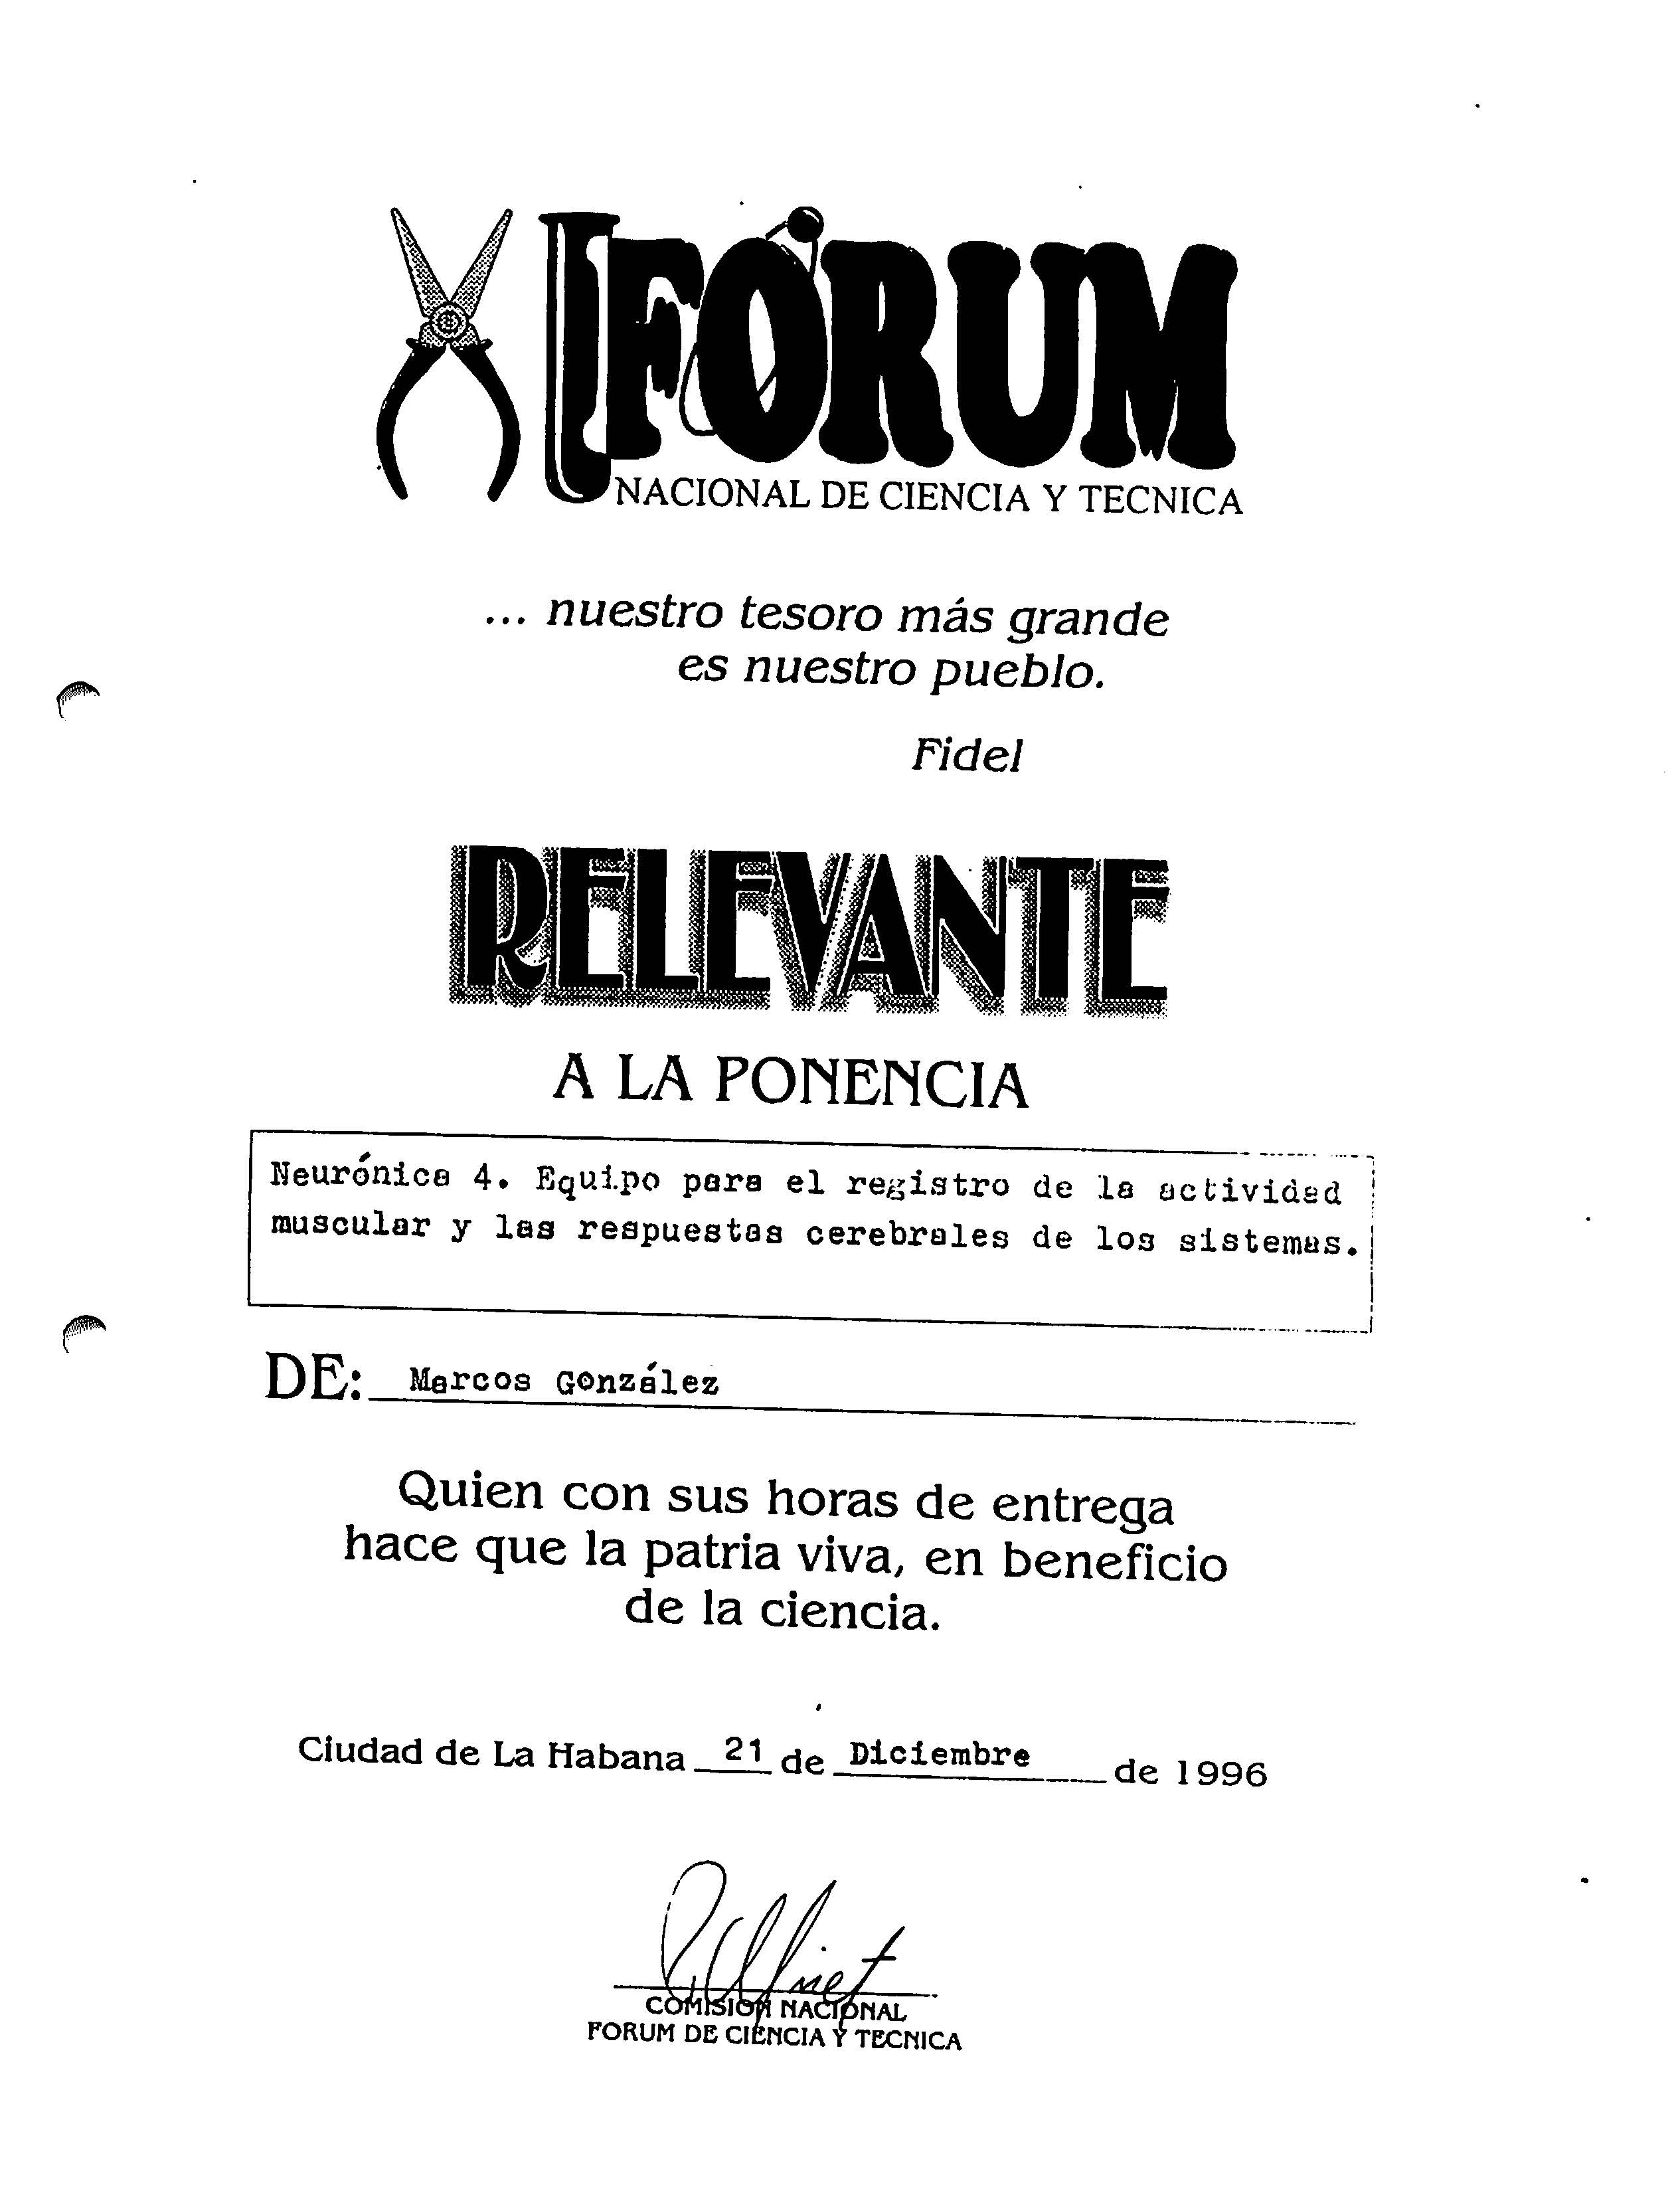 XI FORUM
NACIONAL DE CIENCIA Y TECNICA
... nuestro tesoro más grande
es nuestro pueblo.
Fidel
RELEVANTE
A LA PONENCIA
Neurónica 4. Equipo para el registro de la actividad
muscular y las respuestas cerebrales de los sistemas.
DE: Marcos González
Quien con sus horas de entrega
hace que la patria viva, en beneficio
de la ciencia.
Ciudad de La Habana 21 de Diciembre de 1996
COMISION NACIONAL
FORUM DE CIENCIA Y TECNICA